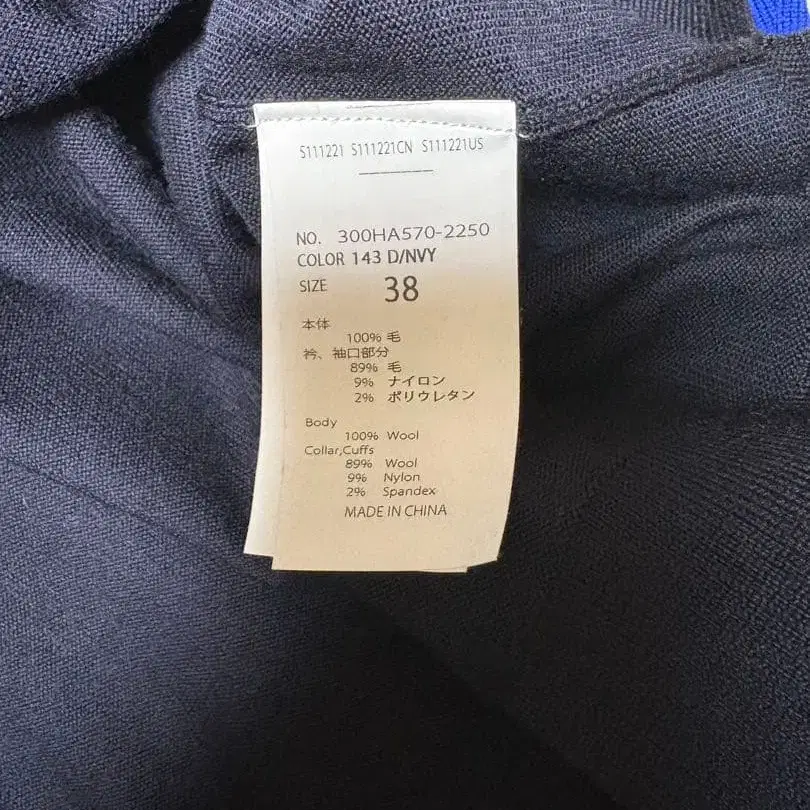 S111221 S111221CN S111221US
NO. 300HA570-2250
COLOR 143 D/NVY
SIZE 38
本体
100% 毛
衿、袖口部分
89% 毛
9% ナイロン
2% ポリウレタン
Body
100% Wool
Collar,Cuffs
89% Wool
9% Nylon
2% Spandex
MADE IN CHINA